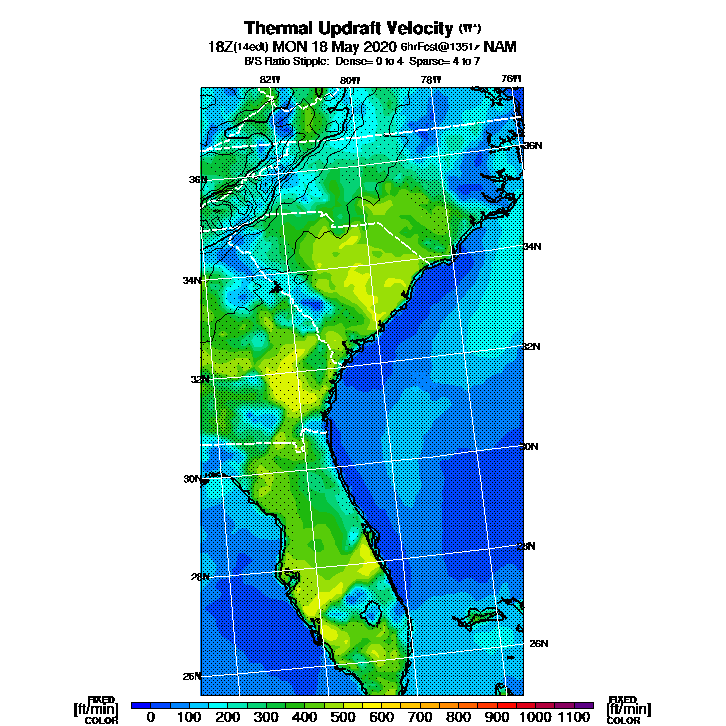 Thermal Updraft Velocity (W*)
18Z(14edt) MON 18 May 2020 6hrFcst@1351z NAM
B/S Ratio Stipple: Dense= 0 to 4 Sparse= 4 to 7
82W 80W 78W 76W
36N
36N
34N
34N
32N
32N
30N
30N
28N
28N
26N
26N
FIXED FIXED
[ft/min] [ft/min]
COLOR COLOR
0 100 200 300 400 500 600 700 800 900 1000 1100